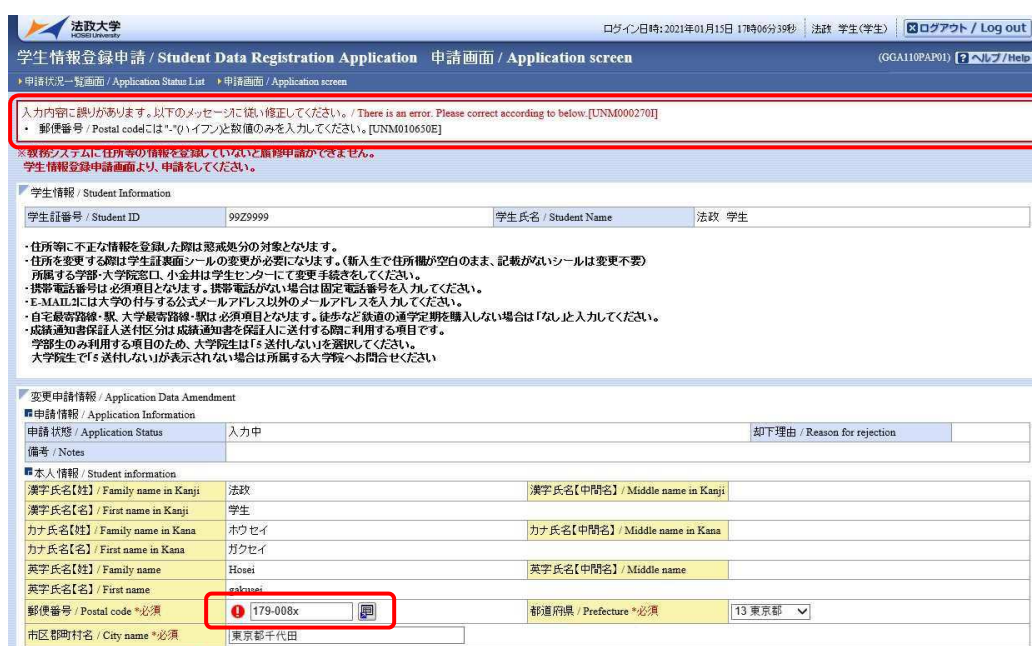 法政大学
HOSEI University
ログイン日時:2021年01月15日 17時06分39秒 法政 学生(学生) ログアウト / Log out
学生情報登録申請 / Student Data Registration Application 申請画面 / Application screen (GGA110PAP01) ヘルプ/Help
申請状況一覧画面 / Application Status List 申請画面 / Application screen
入力内容に誤りがあります。以下のメッセージに従い修正してください。 / There is an error. Please correct according to below.[UNM000270I]
・ 郵便番号 / Postal codeには"-"(ハイフン)と数値のみを入力してください。[UNM010650E]
※教務システムに住所等の情報を登録していないと履修申請ができません。
学生情報登録申請画面より、申請をしてください。
学生情報 / Student Information
学生証番号 / Student ID 99Z9999 学生氏名 / Student Name 法政 学生
・住所等に不正な情報を登録した際は懲戒処分の対象となります。
・住所を変更する際は学生証裏面シールの変更が必要になります。(新入生で住所欄が空白のまま、記載がないシールは変更不要)
所属する学部・大学院窓口、小金井は学生センターにて変更手続きをしてください。
・携帯電話番号は必須項目となります。携帯電話がない場合は固定電話番号を入力してください。
・E-MAIL2には大学の付与する公式メールアドレス以外のメールアドレスを入力してください。
・自宅最寄路線・駅、大学最寄路線・駅は必須項目となります。徒歩など鉄道の通学定期を購入しない場合は「なし」と入力してください。
・成績通知書保証人送付区分は成績通知書を保証人に送付する際に利用する項目です。
学部生のみ利用する項目のため、大学院生は「5 送付しない」を選択してください。
大学院生で「5 送付しない」が表示されない場合は所属する大学院へお問合せください
変更申請情報 / Application Data Amendment
申請情報 / Application Information
申請状態 / Application Status 入力中 却下理由 / Reason for rejection
備考 / Notes
本人情報 / Student information
漢字氏名【姓】 / Family name in Kanji 法政 漢字氏名【中間名】 / Middle name in Kanji
漢字氏名【名】 / First name in Kanji 学生
カナ氏名【姓】 / Family name in Kana ホウセイ カナ氏名【中間名】 / Middle name in Kana
カナ氏名【名】 / First name in Kana ガクセイ
英字氏名【姓】 / Family name Hosei 英字氏名【中間名】 / Middle name
英字氏名【名】 / First name gakusei
郵便番号 / Postal code *必須 179-008x 都道府県 / Prefecture *必須 13 東京都
市区郡町村名 / City name *必須 東京都千代田